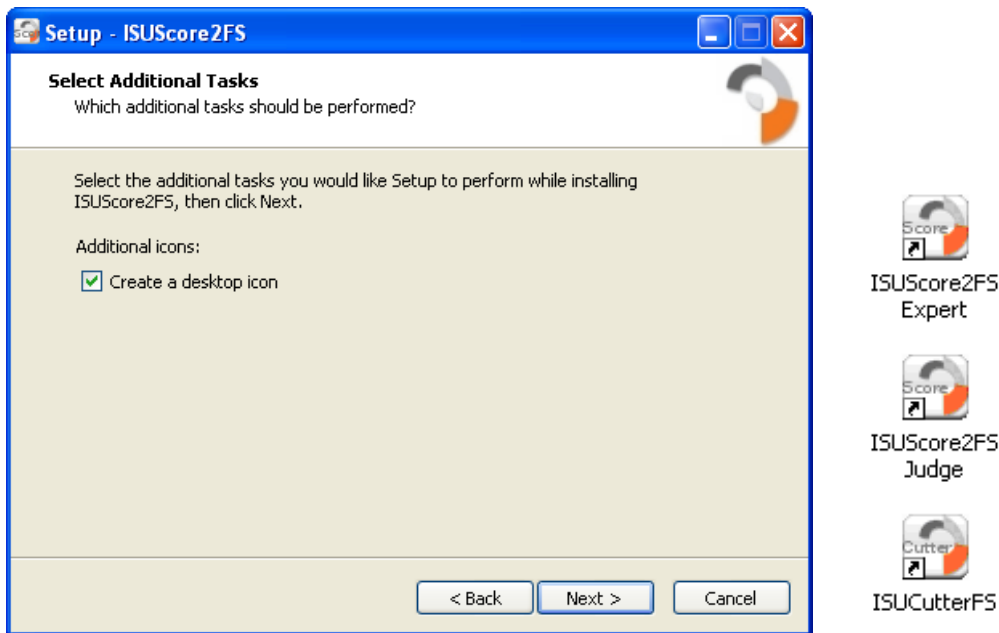 Setup - ISUScore2FS
Select Additional Tasks
Which additional tasks should be performed?
Select the additional tasks you would like Setup to perform while installing
ISUScore2FS, then click Next.
Additional icons:
Create a desktop icon
< Back
Next >
Cancel
Score
ISUScore2FS
Expert
Score
ISUScore2FS
Judge
Cutter
ISUCutterFS